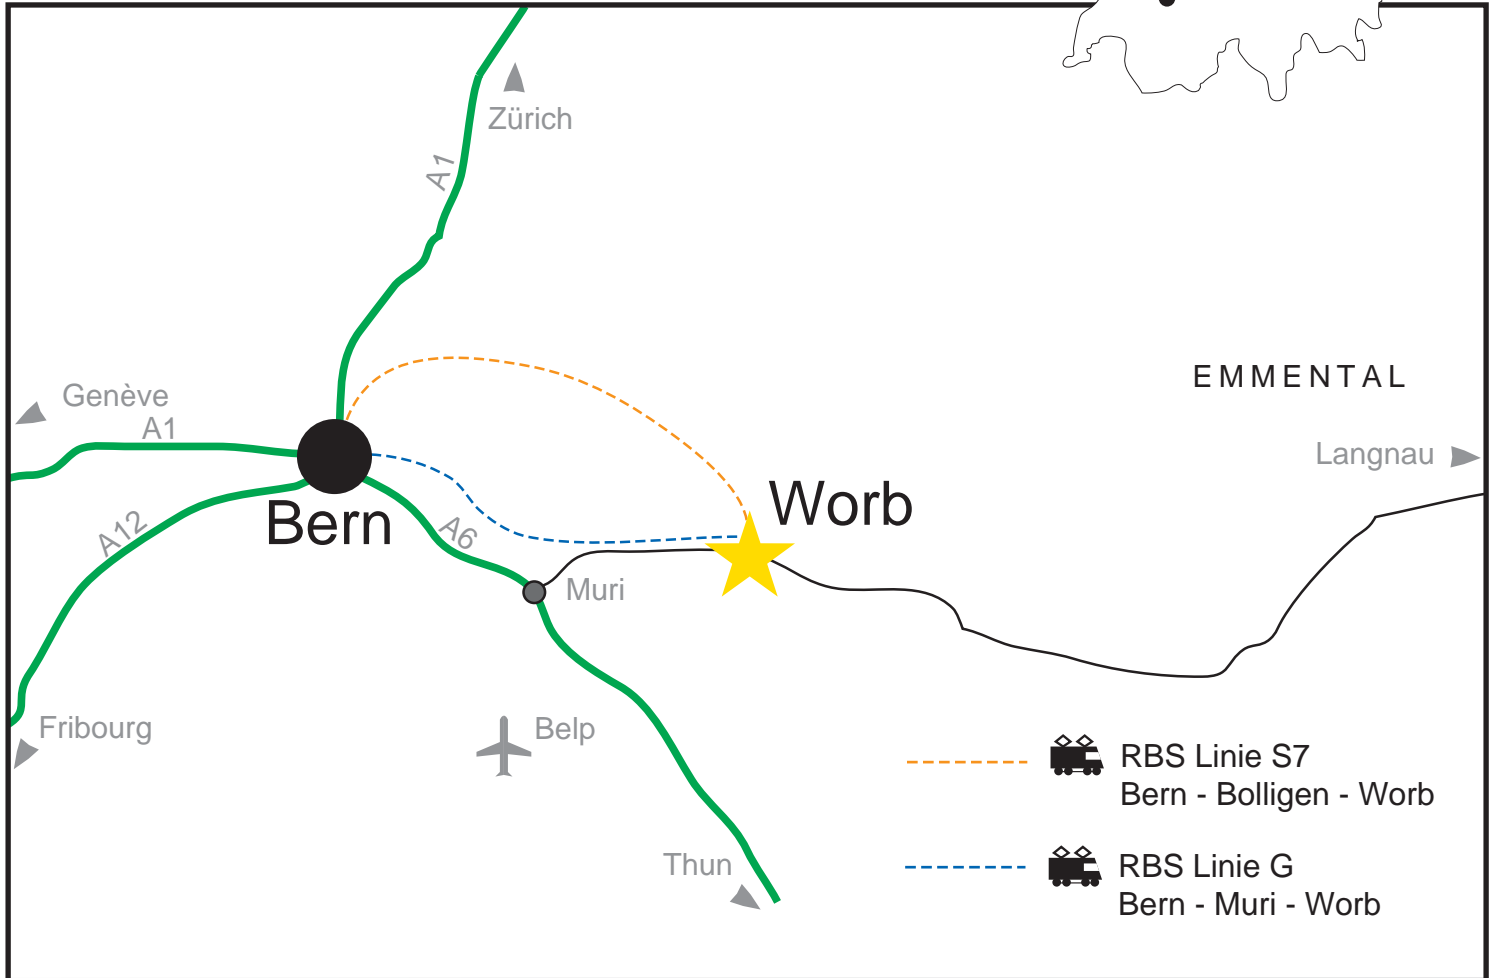 Zürich
A1
EMMENTAL
Genève
A1
Langnau
Worb
Bern
A12
A6
Muri
Fribourg
Belp
RBS Linie S7
Bern - Bolligen - Worb
Thun
RBS Linie G
Bern - Muri - Worb